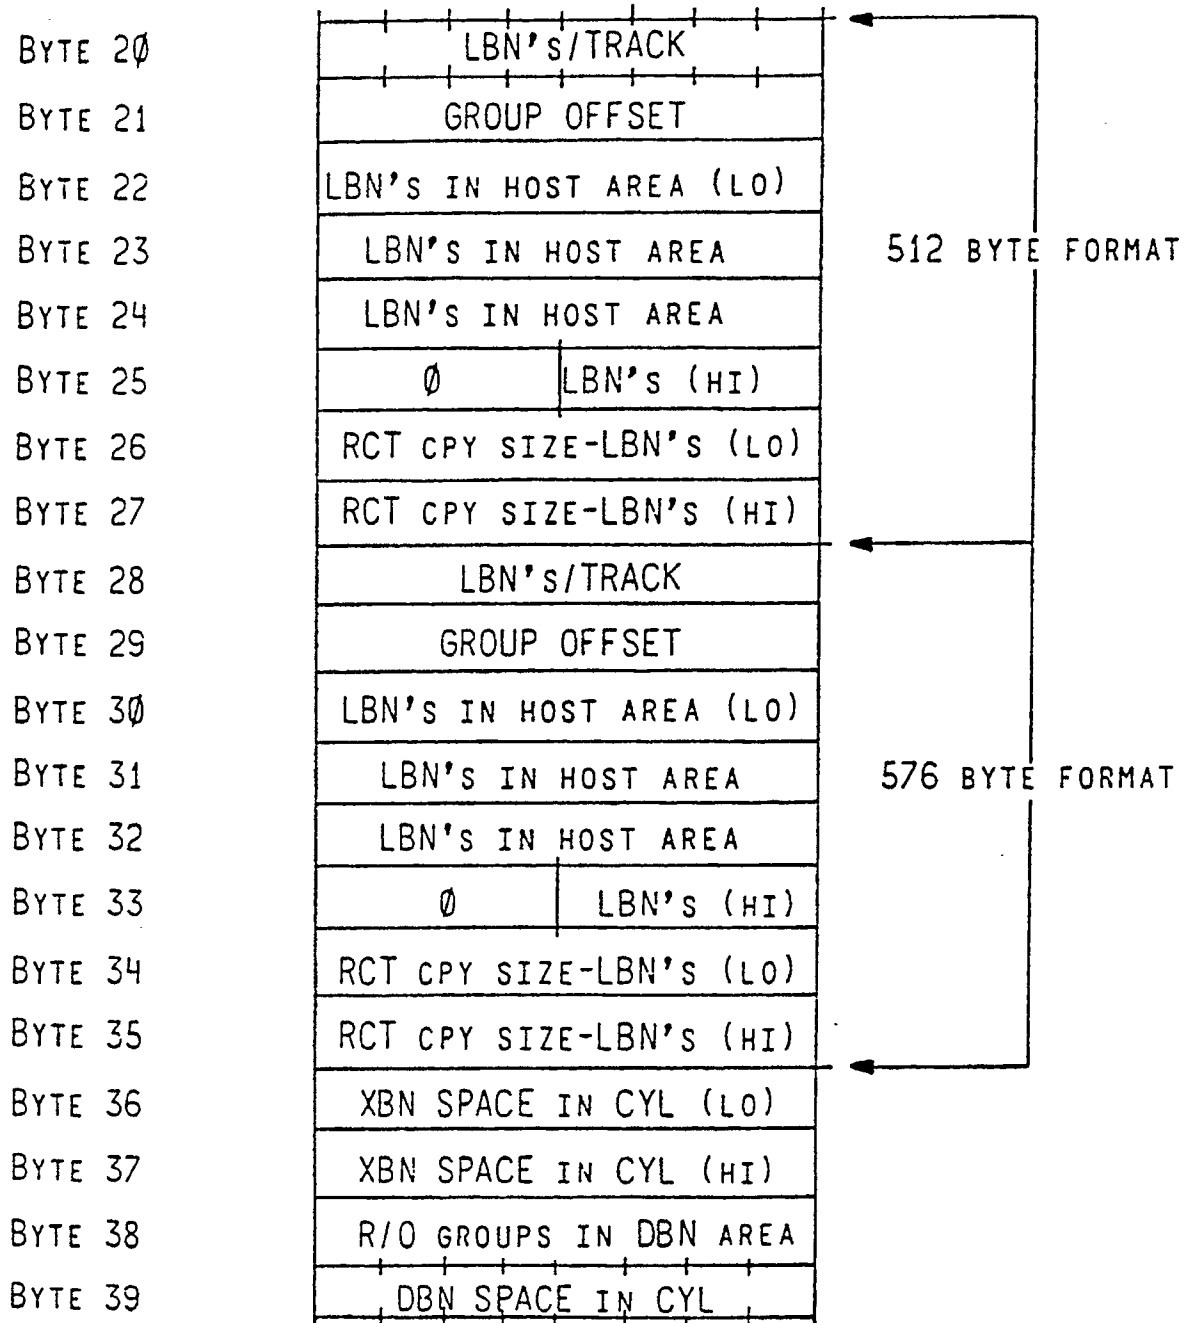 BYTE 2Ø LBN'S/TRACK
BYTE 21 GROUP OFFSET
BYTE 22 LBN'S IN HOST AREA (LO)
BYTE 23 LBN'S IN HOST AREA
512 BYTE FORMAT
BYTE 24 LBN'S IN HOST AREA
BYTE 25 Ø LBN'S (HI)
BYTE 26 RCT CPY SIZE-LBN'S (LO)
BYTE 27 RCT CPY SIZE-LBN'S (HI)
BYTE 28 LBN'S/TRACK
BYTE 29 GROUP OFFSET
BYTE 3Ø LBN'S IN HOST AREA (LO)
BYTE 31 LBN'S IN HOST AREA
576 BYTE FORMAT
BYTE 32 LBN'S IN HOST AREA
BYTE 33 Ø LBN'S (HI)
BYTE 34 RCT CPY SIZE-LBN'S (LO)
BYTE 35 RCT CPY SIZE-LBN'S (HI)
BYTE 36 XBN SPACE IN CYL (LO)
BYTE 37 XBN SPACE IN CYL (HI)
BYTE 38 R/O GROUPS IN DBN AREA
BYTE 39 DBN SPACE IN CYL